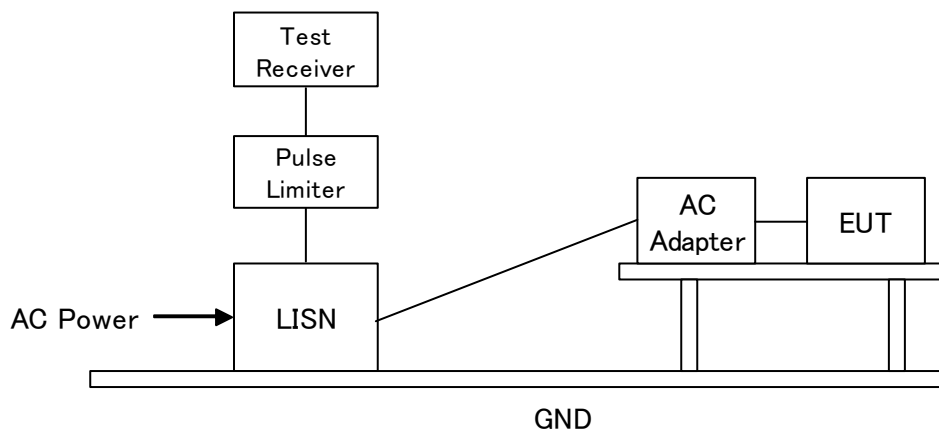 Test
Receiver
Pulse
Limiter
AC
Adapter
EUT
AC Power
LISN
GND